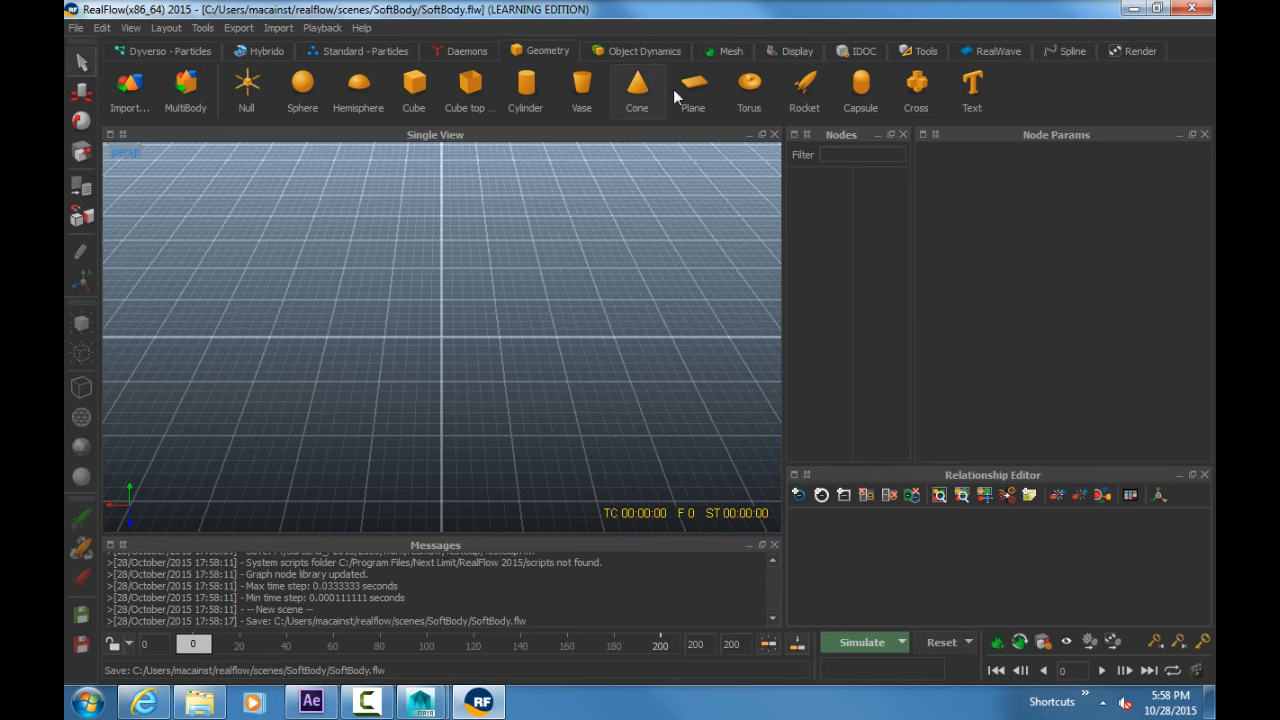 RealFlow(x86_64) 2015 - [C:/Users/macainst/realflow/scenes/SoftBody/SoftBody.flw] (LEARNING EDITION)
File Edit View Layout Tools Export Import Playback Help
Dyverso - Particles Hybrido Standard - Particles Daemons Geometry Object Dynamics Mesh Display IDOC Tools RealWave Spline Render
Import... MultiBody Null Sphere Hemisphere Cube Cube top ... Cylinder Vase Cone Plane Torus Rocket Capsule Cross Text
Single View
Nodes
Node Params
persp
Filter
TC 00:00:00 F 0 ST 00:00:00
Relationship Editor
Messages
>[28/October/2015 17:58:11] - System scripts folder C:/Program Files/Next Limit/RealFlow 2015/scripts not found.
>[28/October/2015 17:58:11] - Graph node library updated.
>[28/October/2015 17:58:11] - Max time step: 0.0333333 seconds
>[28/October/2015 17:58:11] - Min time step: 0.000111111 seconds
>[28/October/2015 17:58:11] - -- New scene --
>[28/October/2015 17:58:17] - Save: C:/Users/macainst/realflow/scenes/SoftBody/SoftBody.flw
0 0 20 40 60 80 100 120 140 160 180 200 200 200
Simulate Reset
Save: C:/Users/macainst/realflow/scenes/SoftBody/SoftBody.flw
0
Ae MAYA RF
Shortcuts »
5:58 PM
10/28/2015